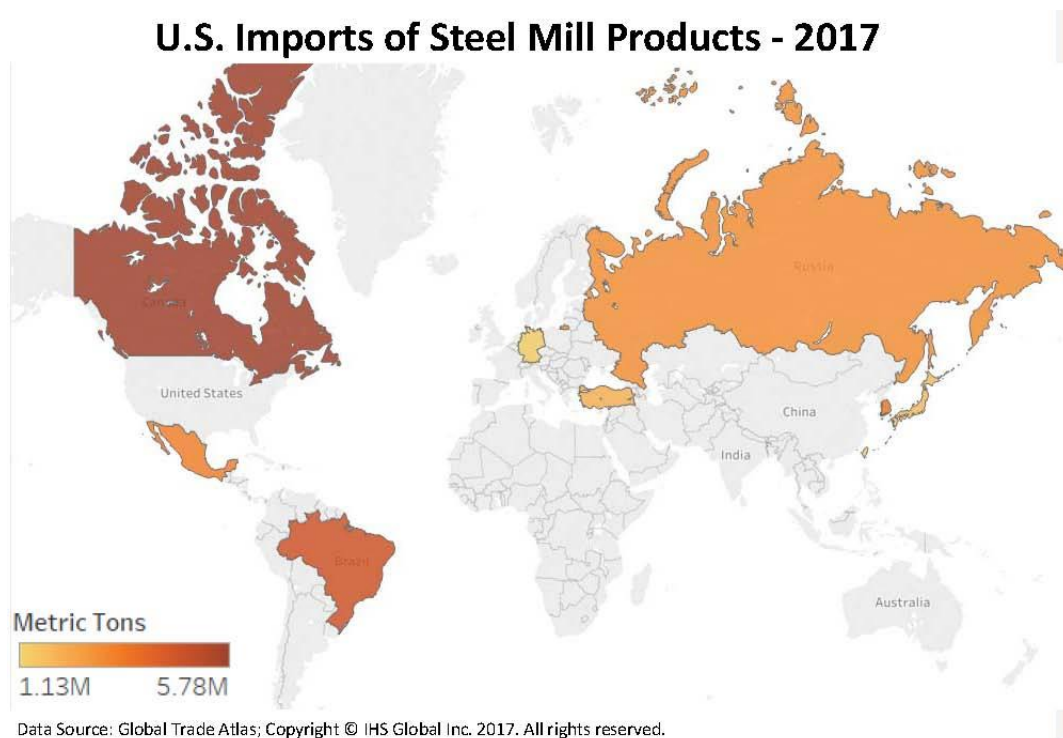 U.S. Imports of Steel Mill Products - 2017
Canada
Russia
United States
China
India
Brazil
Australia
Metric Tons
1.13M 5.78M
Data Source: Global Trade Atlas; Copyright © IHS Global Inc. 2017. All rights reserved.